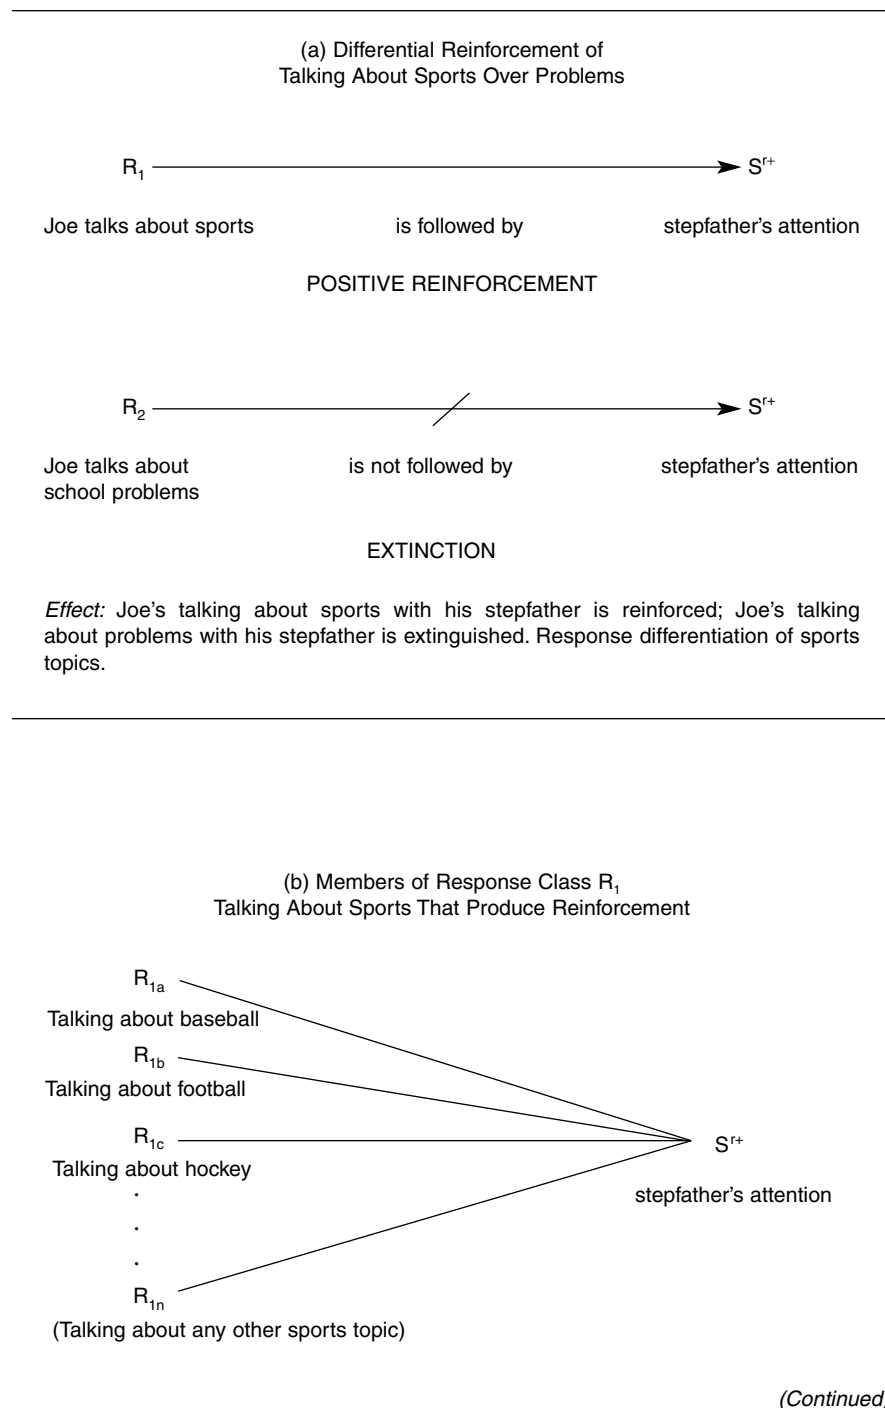 (a) Differential Reinforcement of
Talking About Sports Over Problems
R₁ Sʳ⁺
Joe talks about sports is followed by stepfather's attention
POSITIVE REINFORCEMENT
R₂ Sʳ⁺
Joe talks about is not followed by stepfather's attention
school problems
EXTINCTION
Effect: Joe's talking about sports with his stepfather is reinforced; Joe's talking
about problems with his stepfather is extinguished. Response differentiation of sports
topics.
(b) Members of Response Class R₁
Talking About Sports That Produce Reinforcement
R1a
Talking about baseball
R1b
Talking about football
R1c Sʳ⁺
Talking about hockey
stepfather's attention
.
.
.
R1n
(Talking about any other sports topic)
(Continued)